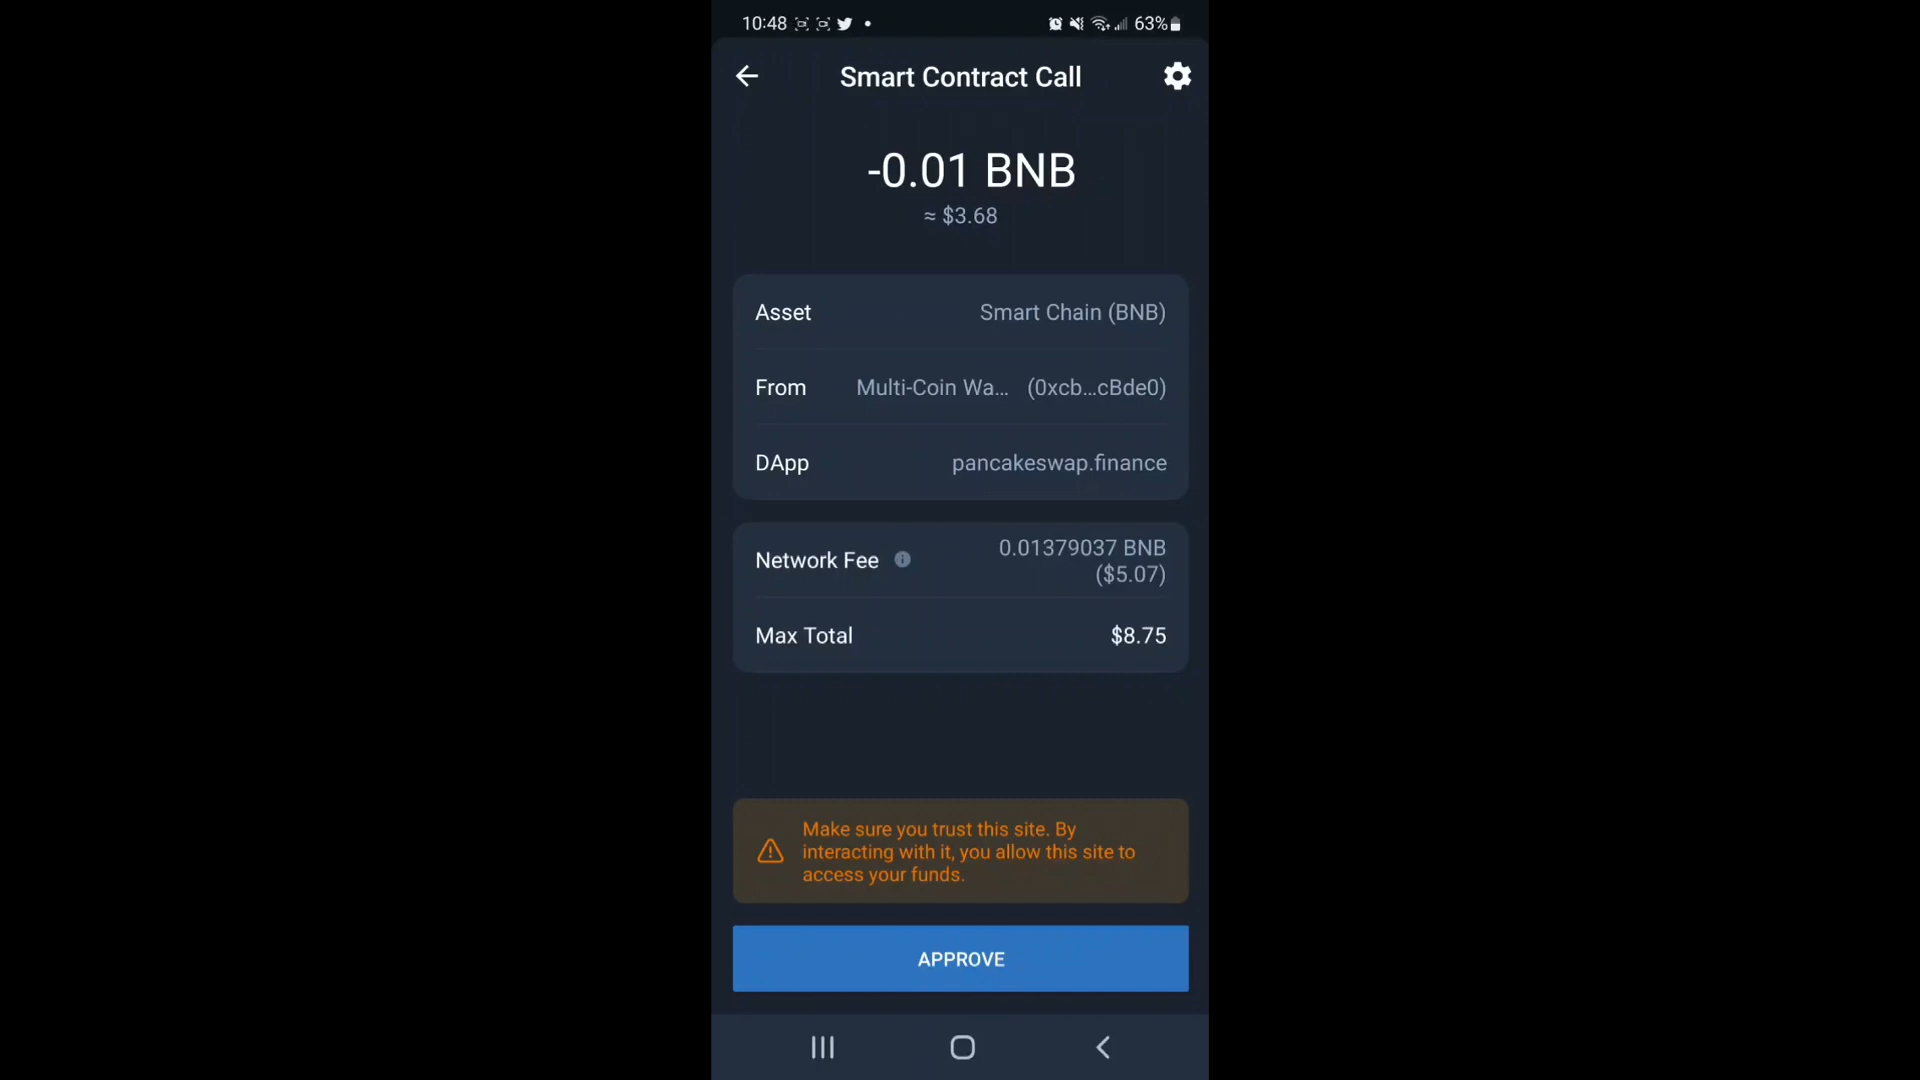 10:48 63%
Smart Contract Call
-0.01 BNB
≈ $3.68
Asset Smart Chain (BNB)
From Multi-Coin Wa... (0xcb...cBde0)
DApp pancakeswap.finance
Network Fee 0.01379037 BNB
($5.07)
Max Total $8.75
Make sure you trust this site. By
interacting with it, you allow this site to
access your funds.
APPROVE